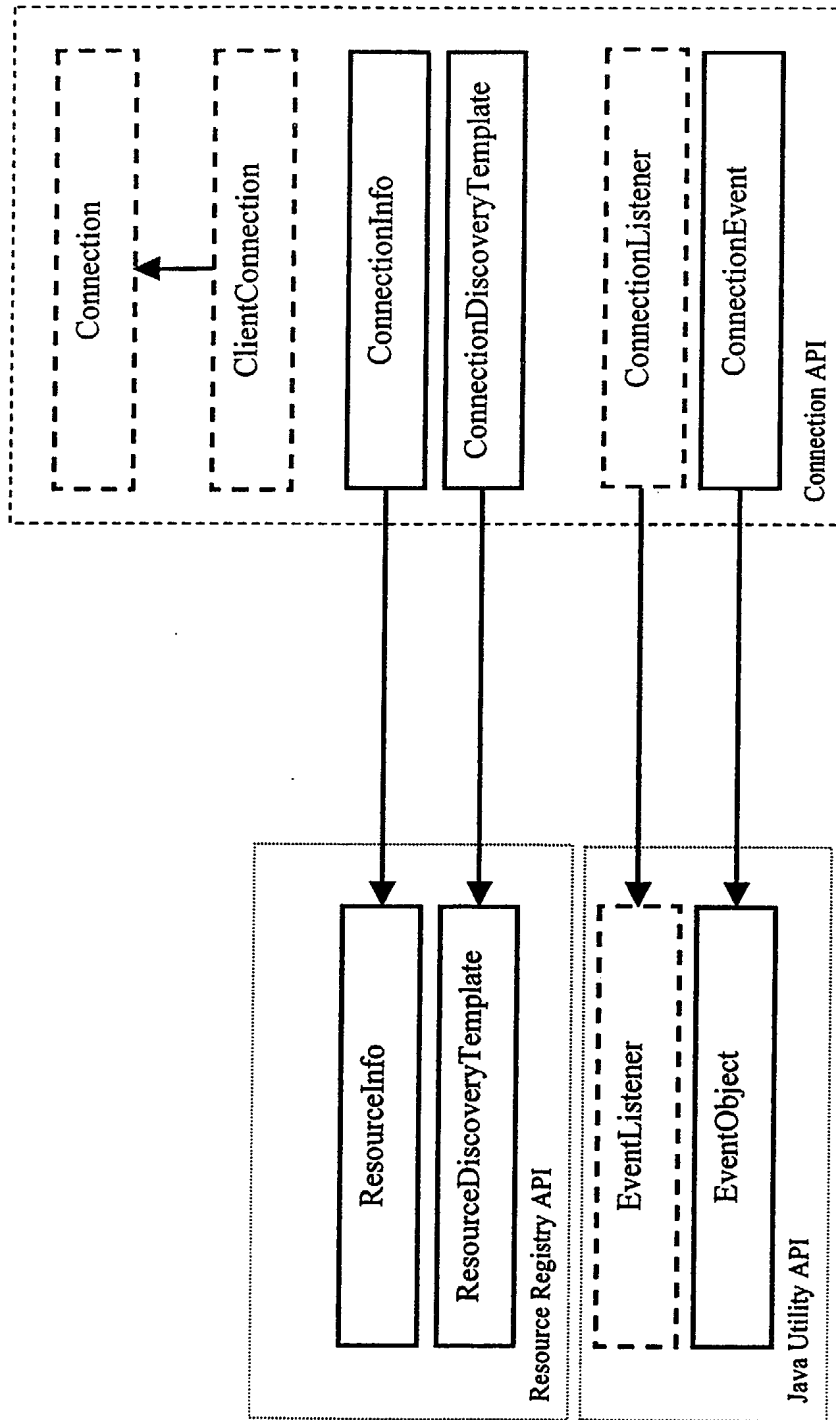 Connection
ClientConnection
ConnectionInfo
ConnectionDiscoveryTemplate
ConnectionListener
ConnectionEvent
Connection API
ResourceInfo
ResourceDiscoveryTemplate
Resource Registry API
EventListener
EventObject
Java Utility API